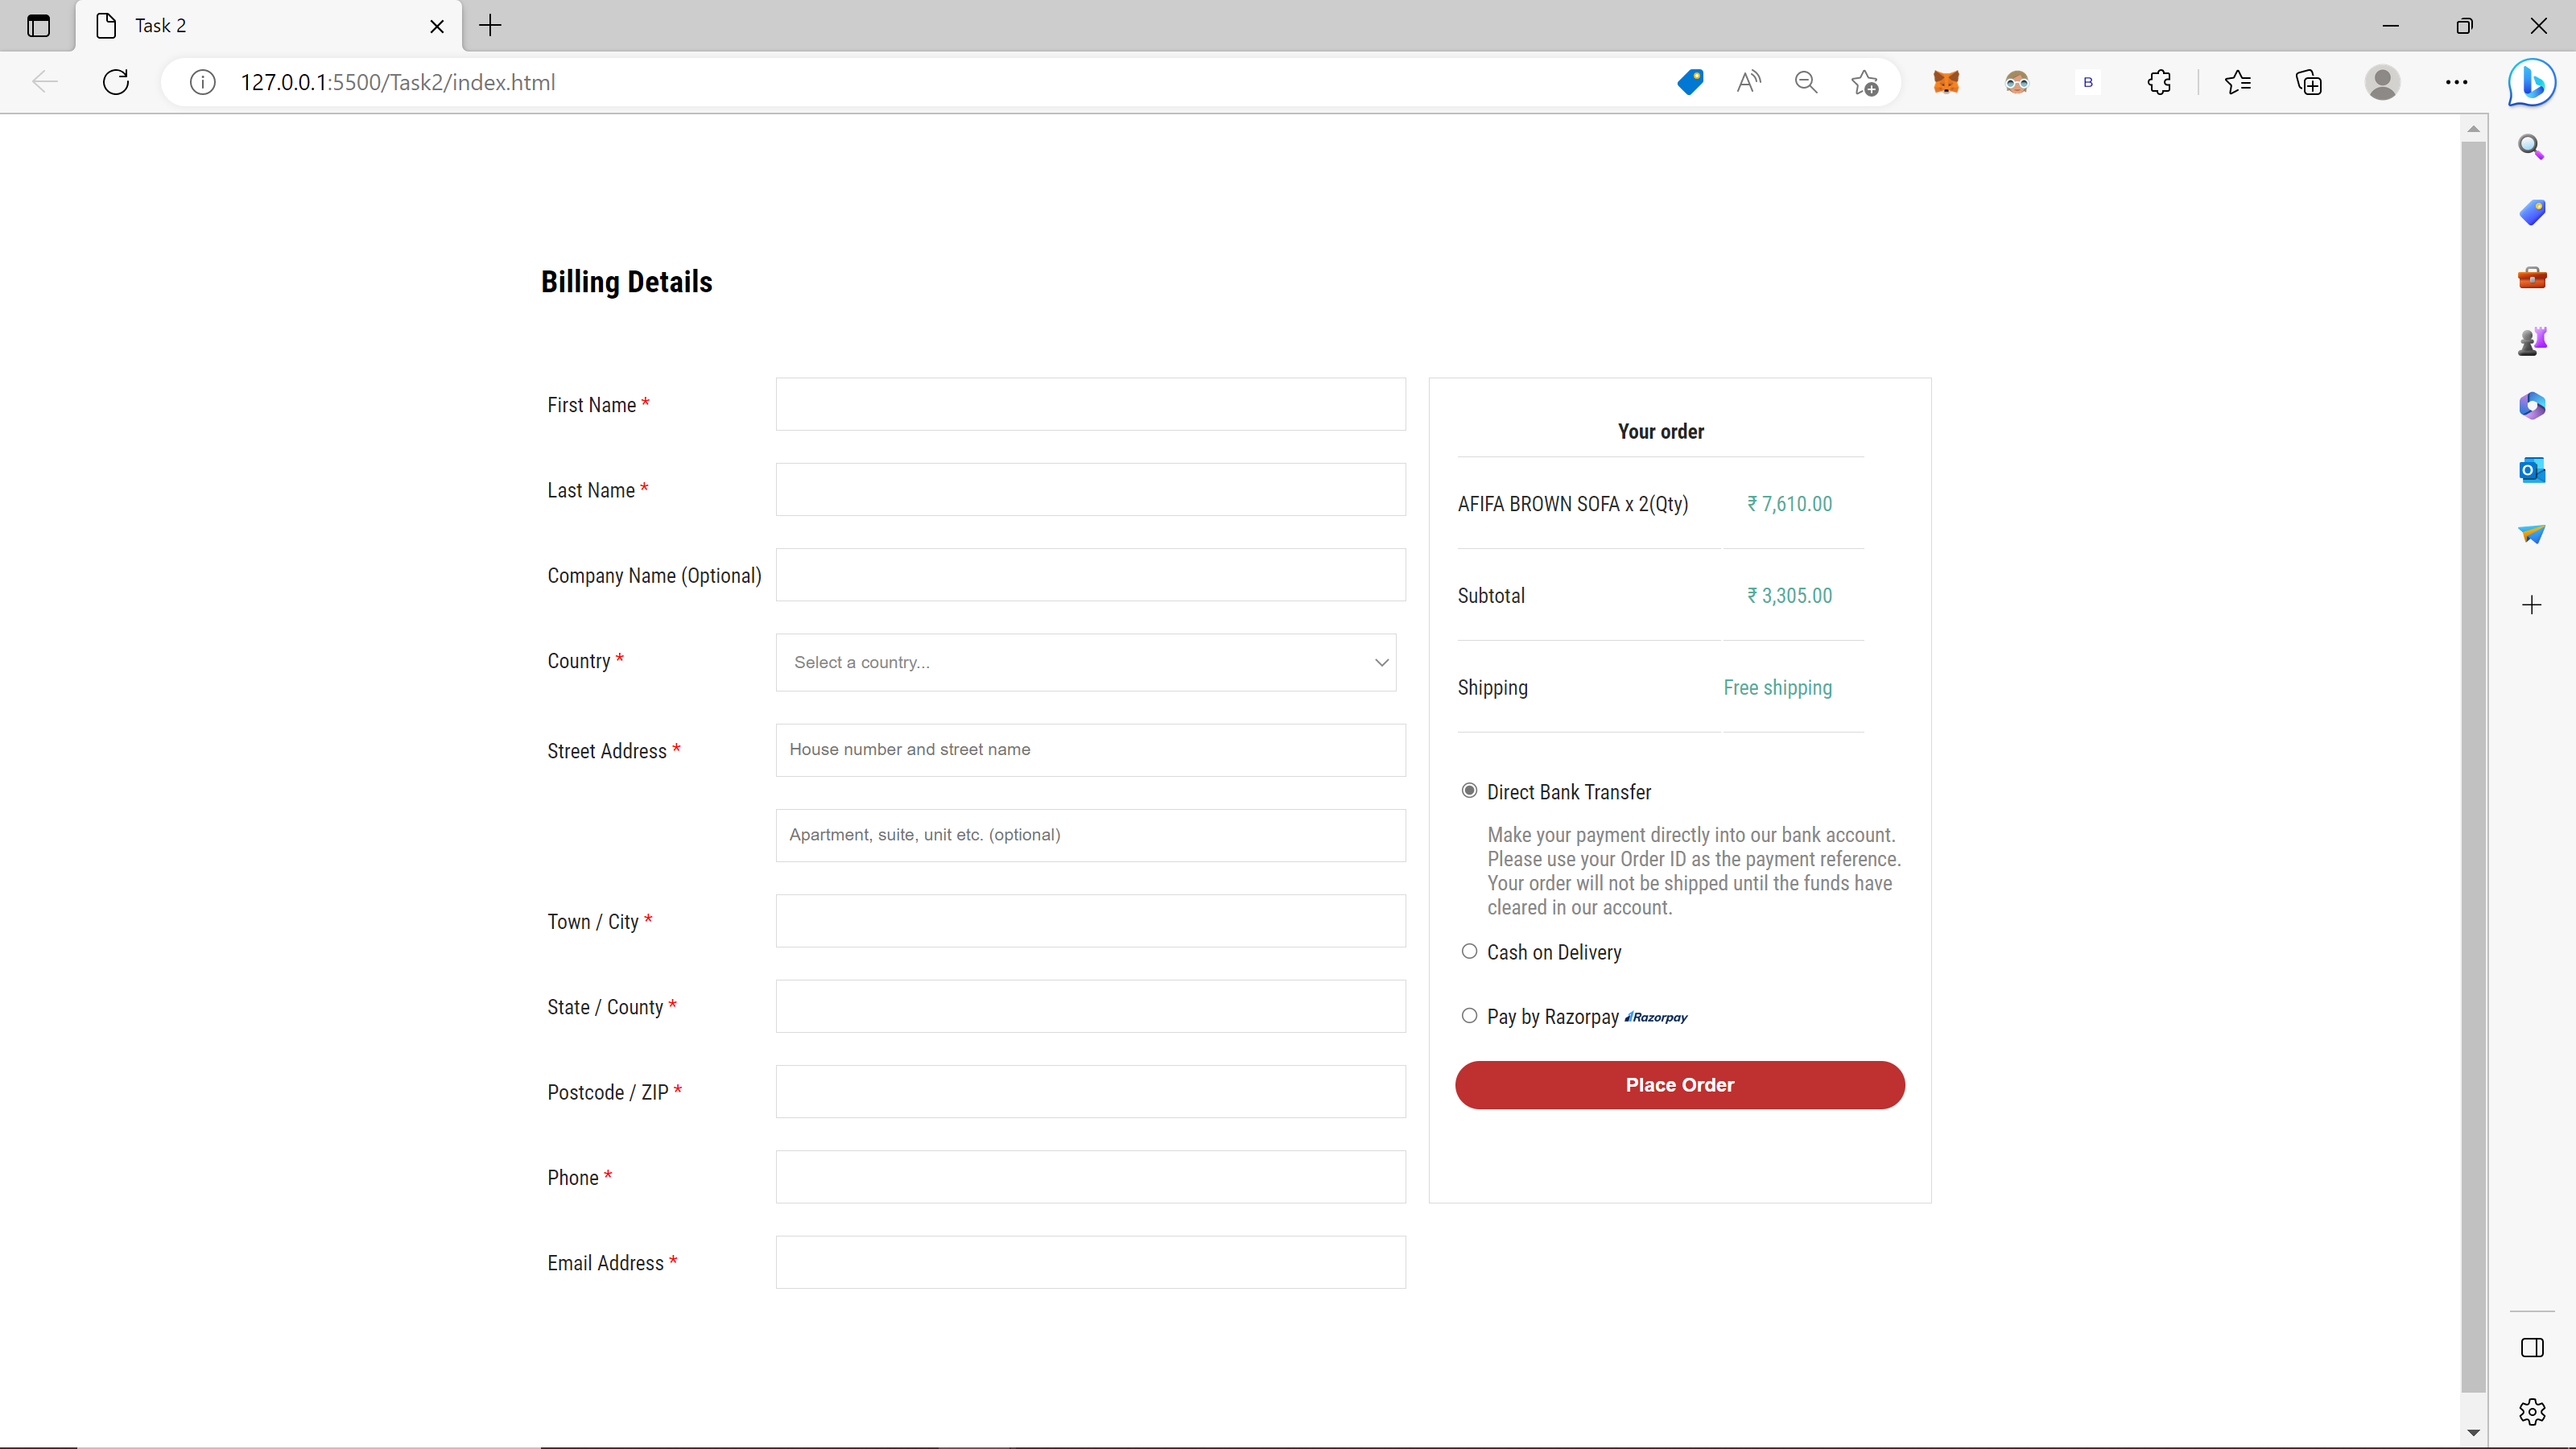 Task 2
127.0.0.1:5500/Task2/index.html
B
Billing Details
First Name *
Last Name *
Company Name (Optional)
Country *
Select a country...
Street Address *
House number and street name
Apartment, suite, unit etc. (optional)
Town / City *
State / County *
Postcode / ZIP *
Phone *
Email Address *
Your order
AFIFA BROWN SOFA x 2(Qty) ₹ 7,610.00
Subtotal ₹ 3,305.00
Shipping Free shipping
Direct Bank Transfer
Make your payment directly into our bank account.
Please use your Order ID as the payment reference.
Your order will not be shipped until the funds have
cleared in our account.
Cash on Delivery
Pay by Razorpay Razorpay
Place Order